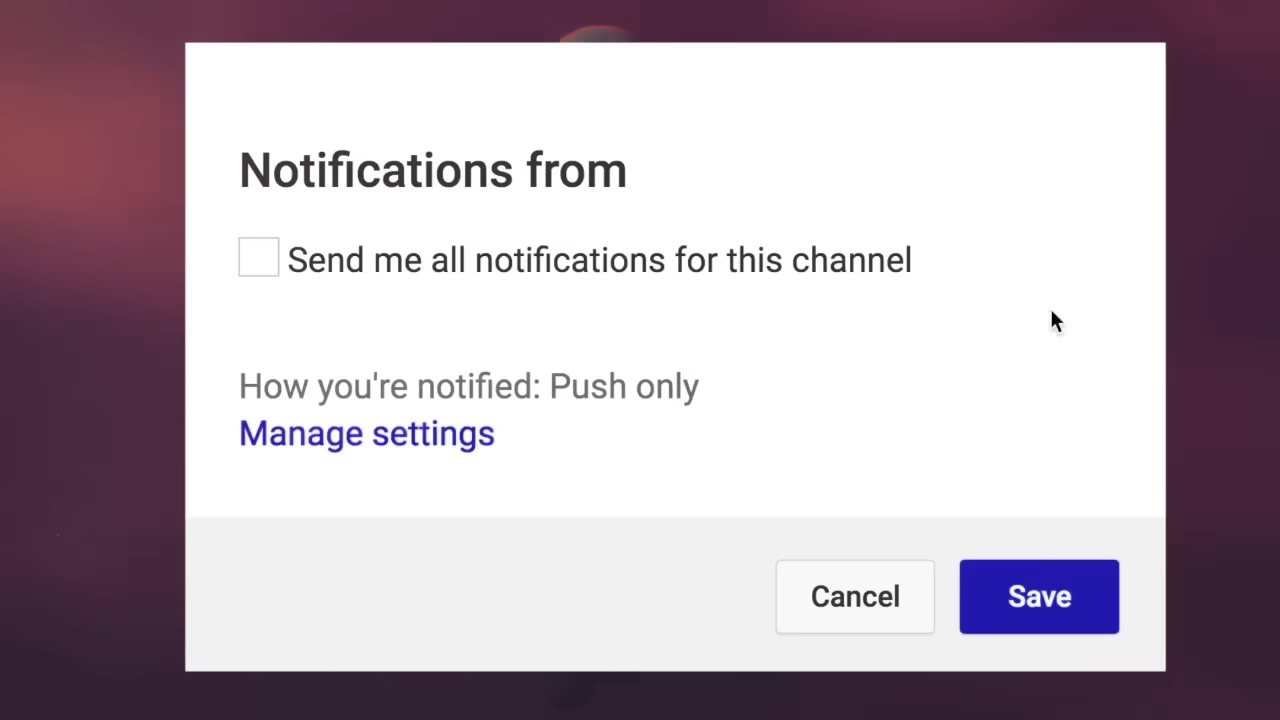 Notifications from
Send me all notifications for this channel
How you're notified: Push only
Manage settings
Cancel
Save